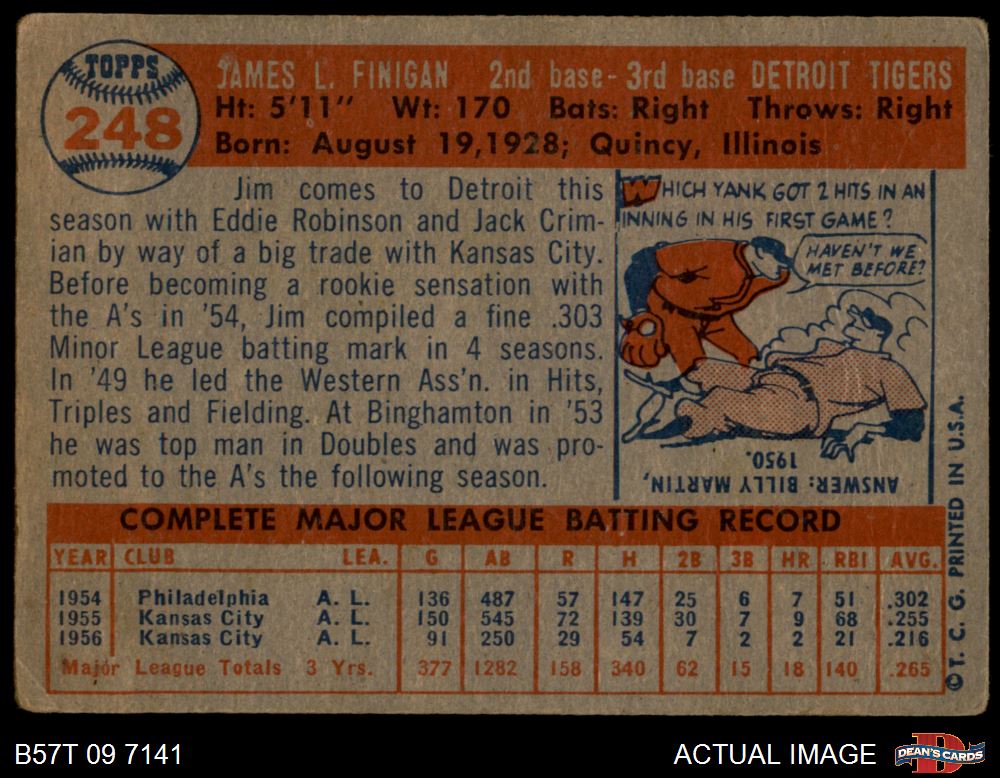 TOPPS
248
JAMES L. FINIGAN 2nd base - 3rd base DETROIT TIGERS
Ht: 5'11" Wt: 170 Bats: Right Throws: Right
Born: August 19, 1928; Quincy, Illinois
Jim comes to Detroit this
season with Eddie Robinson and Jack Crim-
ian by way of a big trade with Kansas City.
Before becoming a rookie sensation with
the A's in '54, Jim compiled a fine .303
Minor League batting mark in 4 seasons.
In '49 he led the Western Ass'n. in Hits,
Triples and Fielding. At Binghamton in '53
he was top man in Doubles and was pro-
moted to the A's the following season.
WHICH YANK GOT 2 HITS IN AN
INNING IN HIS FIRST GAME?
HAVEN'T WE
MET BEFORE?
ANSWER: BILLY MARTIN,
1950.
COMPLETE MAJOR LEAGUE BATTING RECORD
YEAR CLUB LEA. G AB R H 2B 3B HR RBI AVG.
1954 Philadelphia A. L. 136 487 57 147 25 6 7 51 .302
1955 Kansas City A. L. 150 545 72 139 30 7 9 68 .255
1956 Kansas City A. L. 91 250 29 54 7 2 2 21 .216
Major League Totals 3 Yrs. 377 1282 158 340 62 15 18 140 .265
© T. C. G. PRINTED IN U.S.A.
B57T 09 7141
ACTUAL IMAGE
D
DEAN'S CARDS